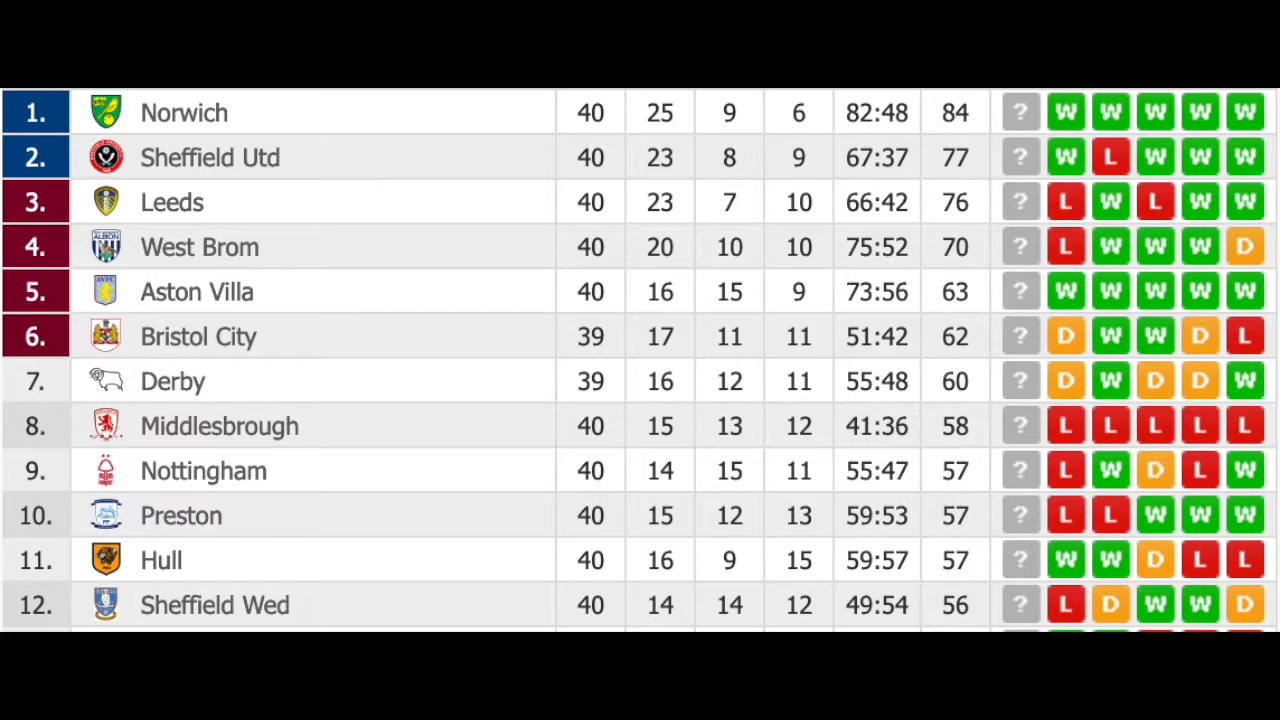 1. Norwich 40 25 9 6 82:48 84 ? W W W W W
2. Sheffield Utd 40 23 8 9 67:37 77 ? W L W W W
3. Leeds 40 23 7 10 66:42 76 ? L W L W W
4. ALBION West Brom 40 20 10 10 75:52 70 ? L W W W D
5. AVFC Aston Villa 40 16 15 9 73:56 63 ? W W W W W
6. Bristol City 39 17 11 11 51:42 62 ? D W W D L
7. Derby 39 16 12 11 55:48 60 ? D W D D W
8. Middlesbrough 40 15 13 12 41:36 58 ? L L L L L
9. Nottingham 40 14 15 11 55:47 57 ? L W D L W
10. Preston 40 15 12 13 59:53 57 ? L L W W W
11. Hull 40 16 9 15 59:57 57 ? W W D L L
12. Sheffield Wed 40 14 14 12 49:54 56 ? L D W W D